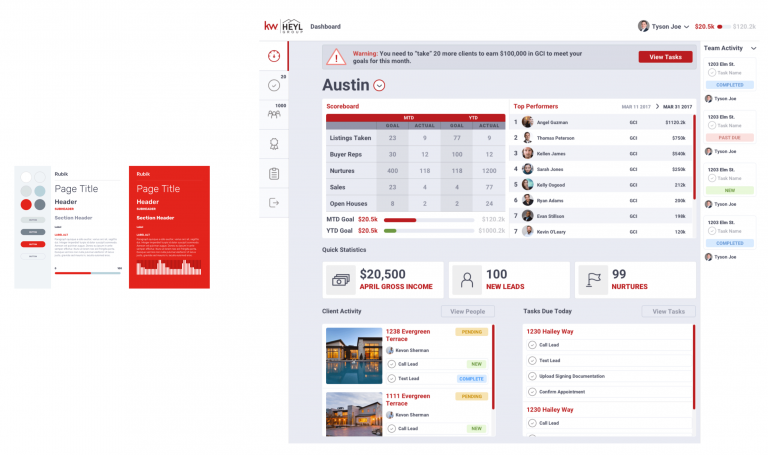 kw HEYL GROUP
Dashboard
Tyson Joe $20.5k $120.2k
Warning: You need to "take" 20 more clients to earn $100,000 in GCI to meet your
goals for this month.
View Tasks
20
1000
Austin
Scoreboard
MTD YTD
GOAL ACTUAL GOAL ACTUAL
Listings Taken 23 9 77 9
Buyer Reps 30 12 100 12
Nurtures 400 118 118 1200
Sales 23 4 4 77
Open Houses 8 2 2 24
MTD Goal $20.5k $120.2k
YTD Goal $20.5k $1000.2k
Top Performers MAR 11 2017 MAR 31 2017
1 Angel Guzman GCI $1120.2k
2 Thomas Peterson GCI $750k
3 Kellen James GCI $540k
4 Sarah Jones GCI $350k
5 Kelly Osgood GCI 212k
6 Ryan Adams GCI 200k
7 Evan Stillson GCI 198k
7 Kevin O'Leary GCI 120k
Team Activity
1203 Elm St.
Task Name
COMPLETED
Tyson Joe
1203 Elm St.
Task Name
PAST DUE
Tyson Joe
1203 Elm St.
Task Name
NEW
Tyson Joe
1203 Elm St.
Task Name
COMPLETED
Tyson Joe
Quick Statistics
$20,500
APRIL GROSS INCOME
100
NEW LEADS
99
NURTURES
Client Activity
View People
1238 Evergreen
Terrace
PENDING
Kevon Sherman
Call Lead NEW
Text Lead COMPLETE
1111 Evergreen
Terrace
PENDING
Kevon Sherman
Call Lead NEW
Tasks Due Today
View Tasks
1230 Hailey Way
Call Lead
Text Lead
Upload Signing Documentation
Confirm Appointment
1230 Hailey Way
Call Lead
Rubik
Page Title
Header
SUBHEADER
Section Header
Rubik
Page Title
Header
SUBHEADER
Section Header